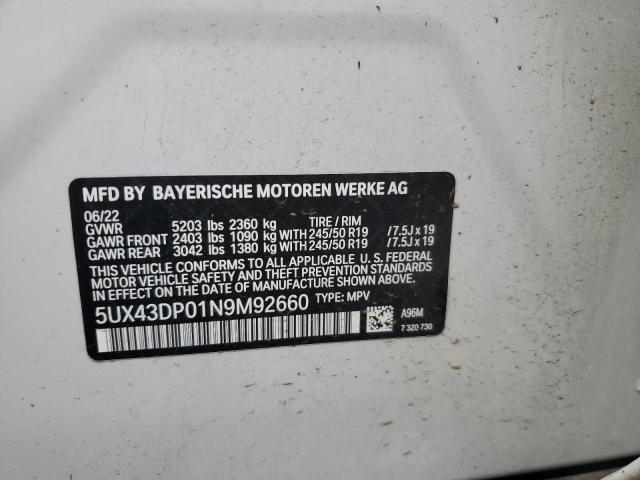 MFD BY BAYERISCHE MOTOREN WERKE AG
06/22
GVWR 5203 lbs 2360 kg TIRE / RIM
GAWR FRONT 2403 lbs 1090 kg WITH 245/50 R19 /7.5J x 19
GAWR REAR 3042 lbs 1380 kg WITH 245/50 R19 /7.5J x 19
THIS VEHICLE CONFORMS TO ALL APPLICABLE U. S. FEDERAL
MOTOR VEHICLE SAFETY AND THEFT PREVENTION STANDARDS
IN EFFECT ON THE DATE OF MANUFACTURE SHOWN ABOVE.
5UX43DP01N9M92660 TYPE: MPV
A96M
7 320 730